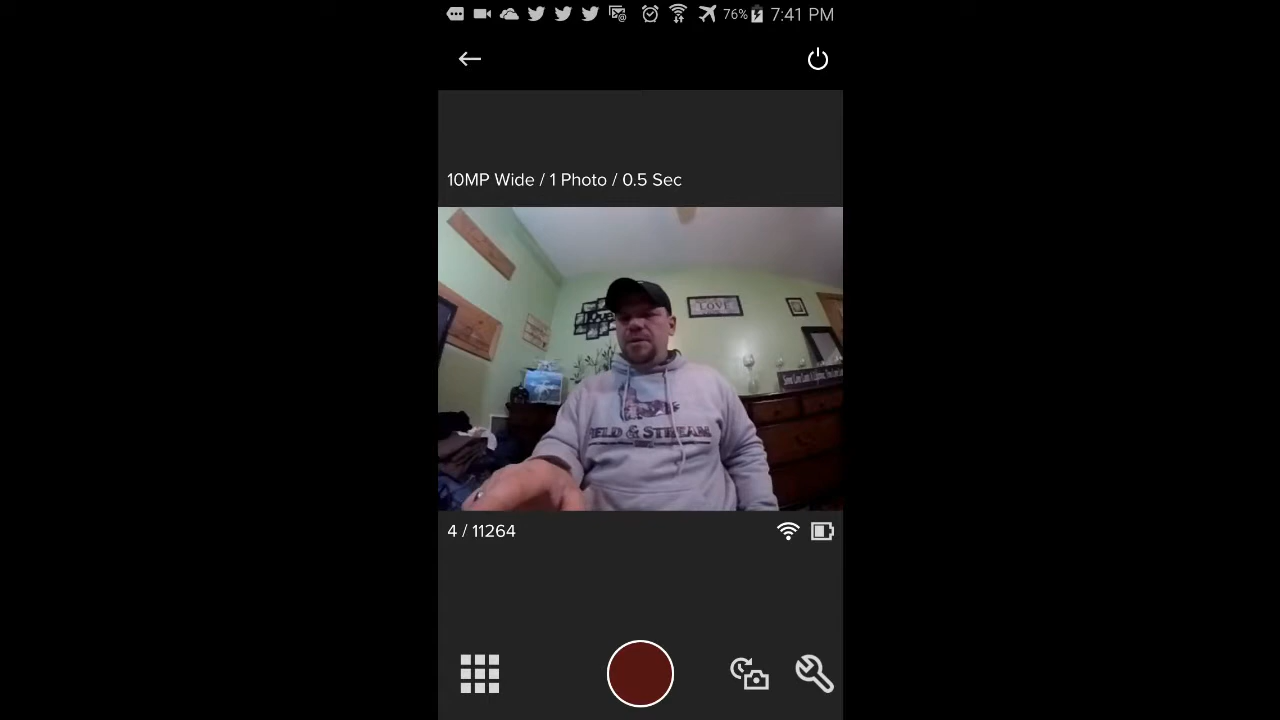 76% 7:41 PM
10MP Wide / 1 Photo / 0.5 Sec
LOVE
FIELD & STREAM
4 / 11264